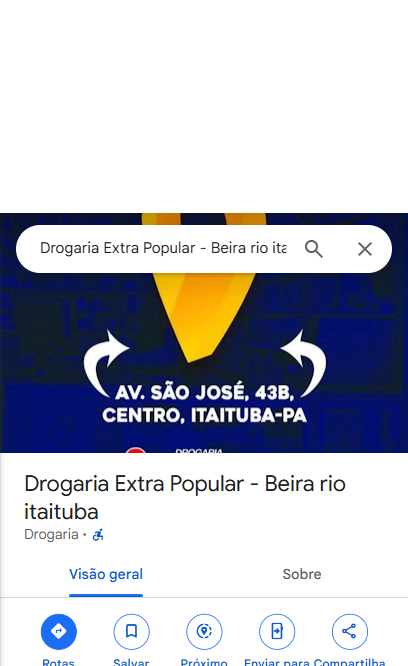 Drogaria Extra Popular - Beira rio ita
AV. SÃO JOSÉ, 43B,
CENTRO, ITAITUBA-PA
DROGARIA
Drogaria Extra Popular - Beira rio
itaituba
Drogaria ·
Visão geral Sobre
Rotas Salvar Próximo Enviar para Compartilha